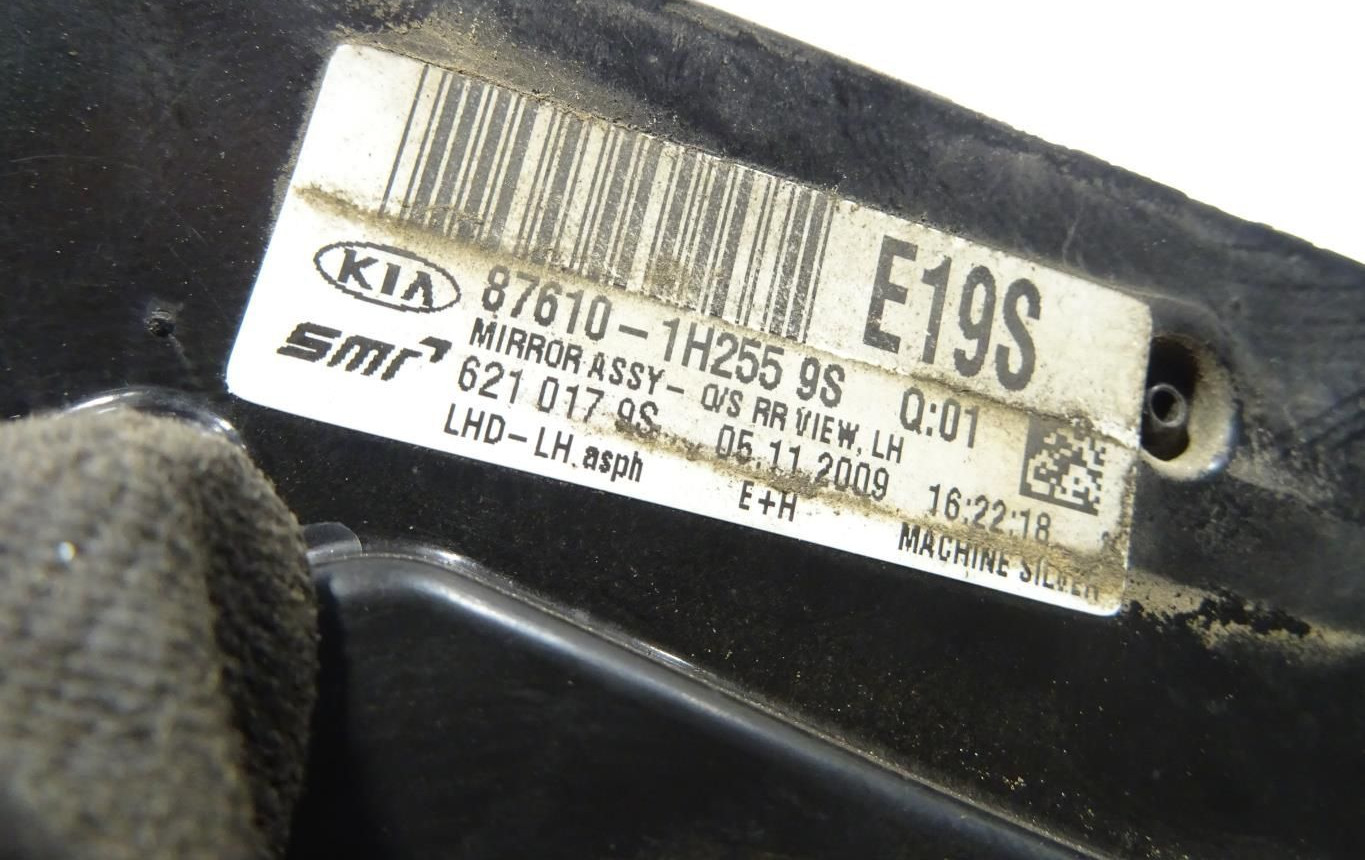 E19S
KIA 87610-1H255 9S Q:01
smr MIRROR ASSY- O/S RR VIEW, LH
621 017 9S 05.11.2009 16:22:18
LHD-LH asph E+H MACHINE SILVER